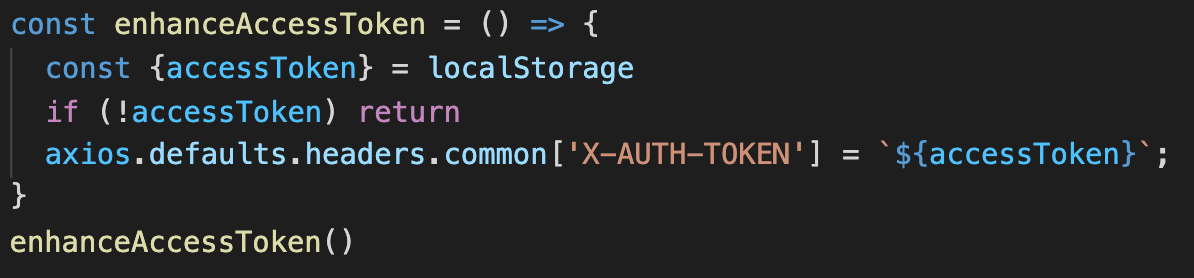 const enhanceAccessToken = () => {
  const {accessToken} = localStorage
  if (!accessToken) return
  axios.defaults.headers.common['X-AUTH-TOKEN'] = `${accessToken}`;
}
enhanceAccessToken()